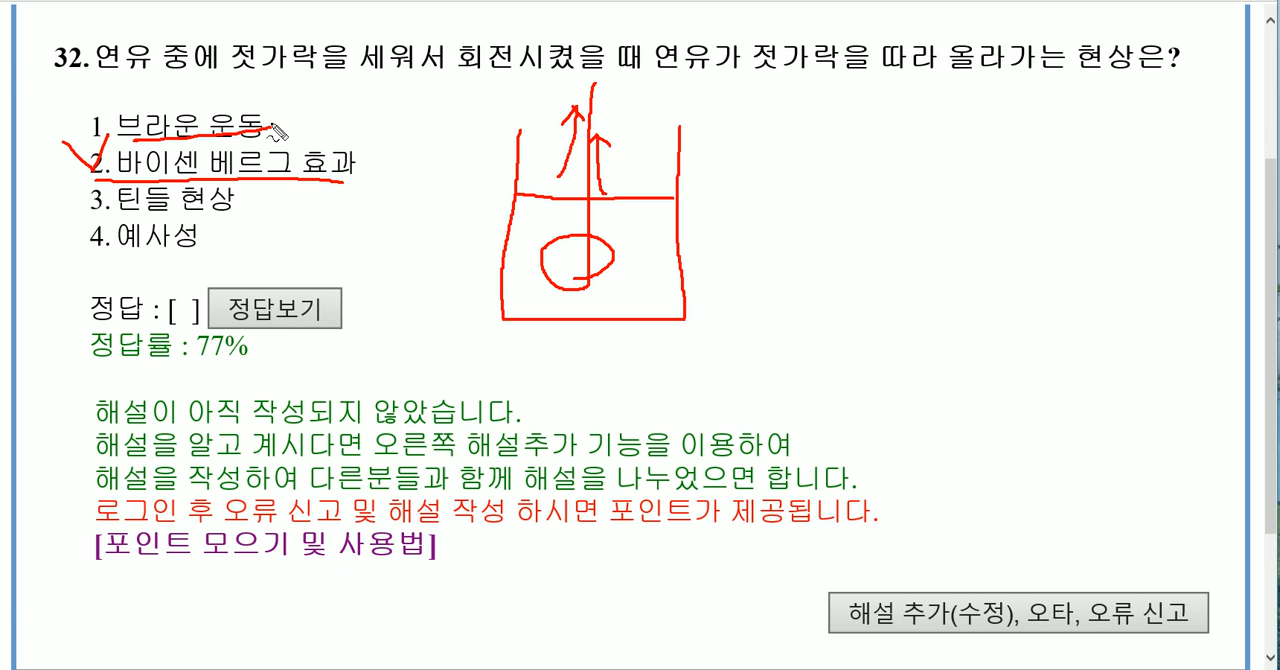 32. 연유 중에 젓가락을 세워서 회전시켰을 때 연유가 젓가락을 따라 올라가는 현상은?
1. 브라운 운동
2. 바이센 베르그 효과
3. 틴들 현상
4. 예사성
정답 : [ ] 정답보기
정답률 : 77%
해설이 아직 작성되지 않았습니다.
해설을 알고 계시다면 오른쪽 해설추가 기능을 이용하여
해설을 작성하여 다른분들과 함께 해설을 나누었으면 합니다.
로그인 후 오류 신고 및 해설 작성 하시면 포인트가 제공됩니다.
[포인트 모으기 및 사용법]
해설 추가(수정), 오타, 오류 신고